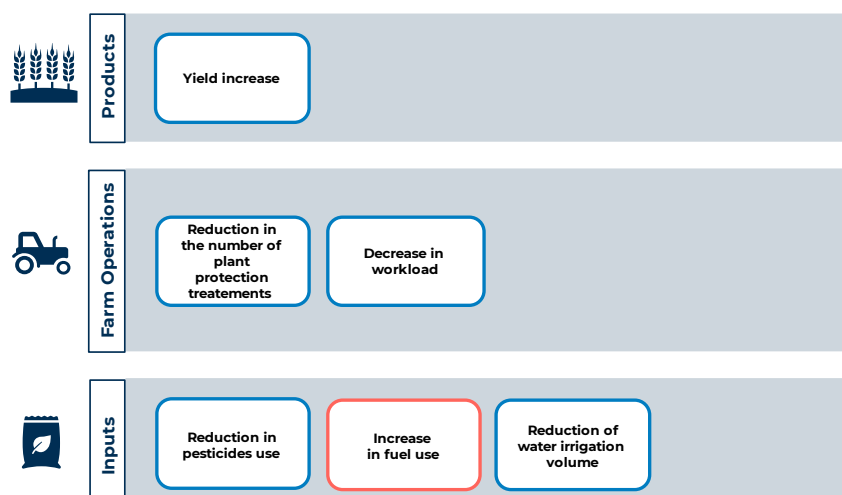 Products
Yield increase
Farm Operations
Reduction in
the number of
plant
protection
treatements
Decrease in
workload
Inputs
Reduction in
pesticides use
Increase
in fuel use
Reduction of
water irrigation
volume